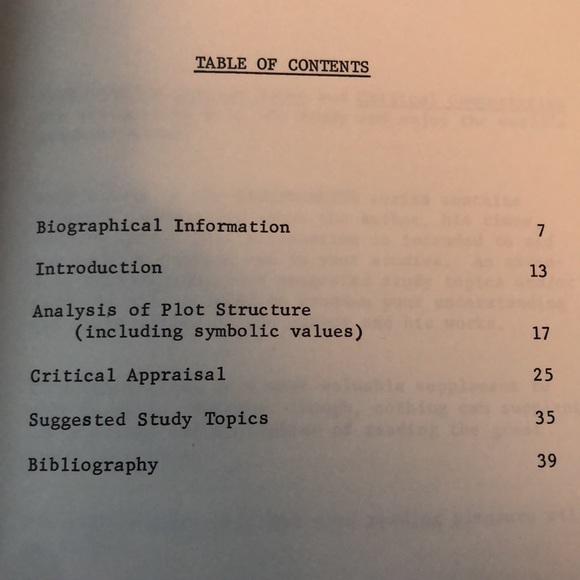 TABLE OF CONTENTS
Biographical Information 7
Introduction 13
Analysis of Plot Structure
(including symbolic values) 17
Critical Appraisal 25
Suggested Study Topics 35
Bibliography 39